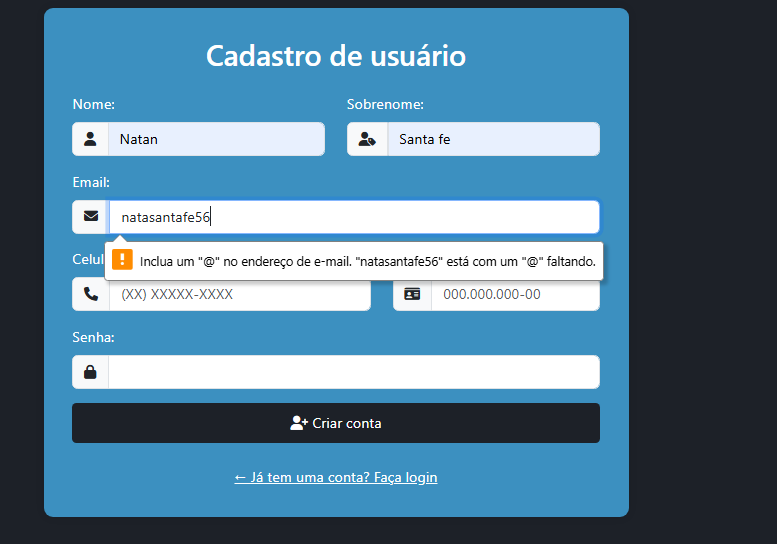 Cadastro de usuário
Nome: Sobrenome:
Natan Santa fe
Email:
natasantafe56
Inclua um "@" no endereço de e-mail. "natasantafe56" está com um "@" faltando.
Celul
(XX) XXXXX-XXXX 000.000.000-00
Senha:
Criar conta
← Já tem uma conta? Faça login